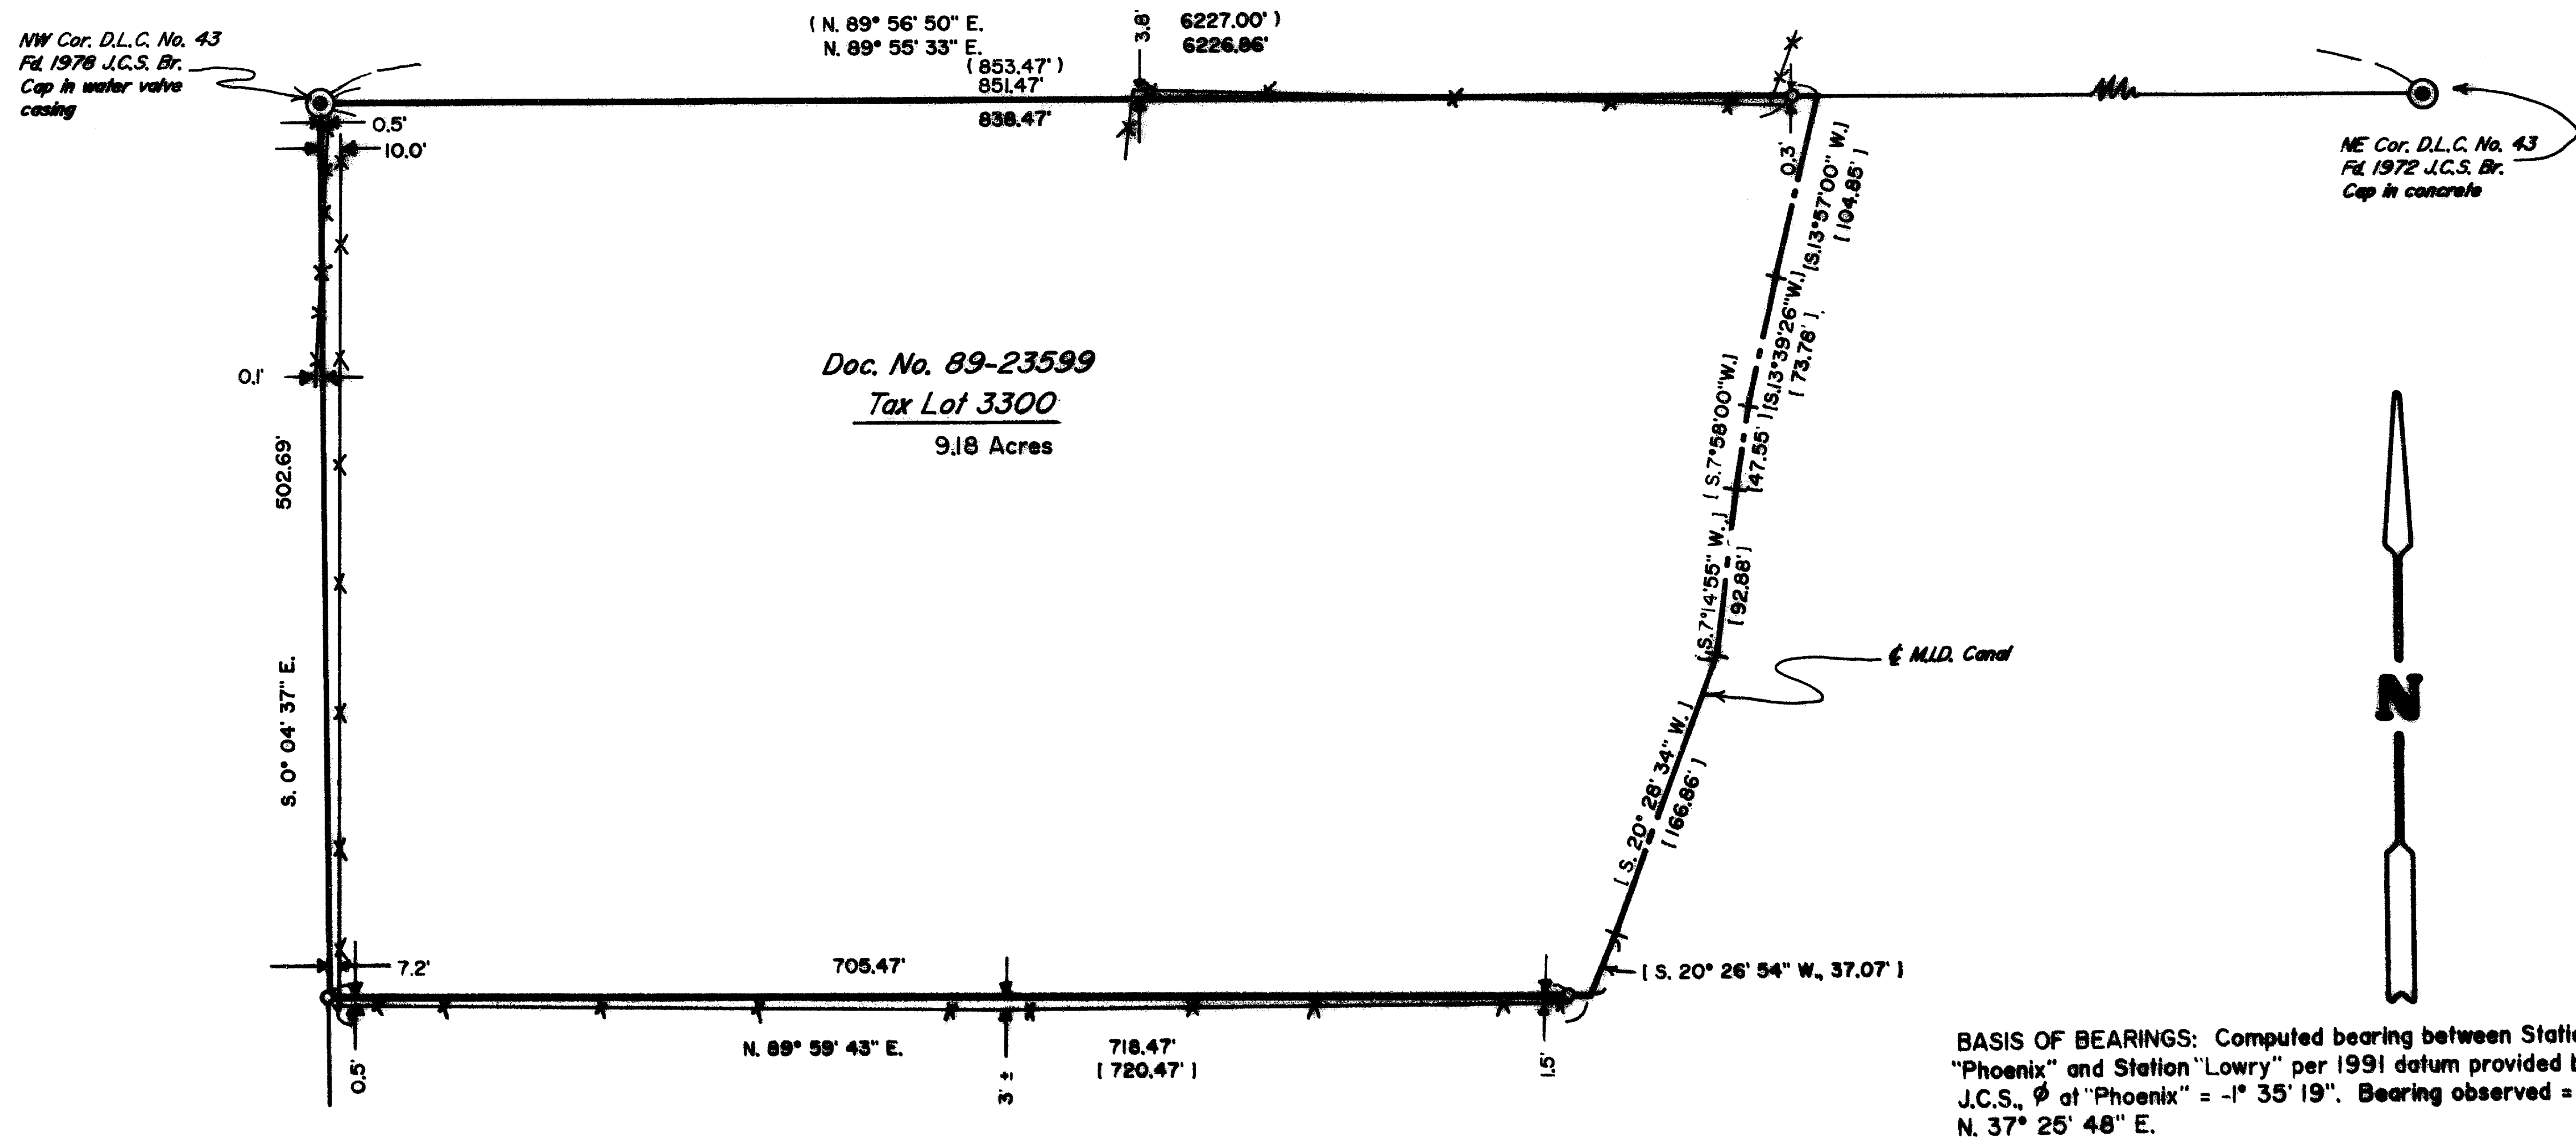 ( N. 89° 56' 50" E.
N. 89° 55' 33" E.
3.8'
6227.00' )
6226.86'
( 853.47' )
851.47'
838.47'
NW Cor. D.L.C. No. 43
Fd. 1978 J.C.S. Br.
Cap in water valve
casing
0.5'
10.0'
0.3'
NE Cor. D.L.C. No. 43
Fd. 1972 J.C.S. Br.
Cap in concrete
[S.13°57'00" W.]
[ 104.85' ]
[S.13°39'26"W.]
[ 73.78' ]
[ S.7°58'00"W.]
[47.55' ]
[S.7°14'55" W.]
[92.88']
0.1'
502.69'
S. 0° 04' 37" E.
Doc. No. 89-23599
Tax Lot 3300
9.18 Acres
℄ M.I.D. Canal
[ S. 20° 28' 34" W. ]
[ 166.86' ]
[ S. 20° 26' 54" W., 37.07' ]
7.2'
705.47'
N
0.5'
N. 89° 59' 43" E.
3' ±
718.47'
[ 720.47' ]
1.5'
BASIS OF BEARINGS: Computed bearing between Stati
"Phoenix" and Station "Lowry" per 1991 datum provided b
J.C.S., ∅ at "Phoenix" = -1° 35' 19". Bearing observed =
N. 37° 25' 48" E.